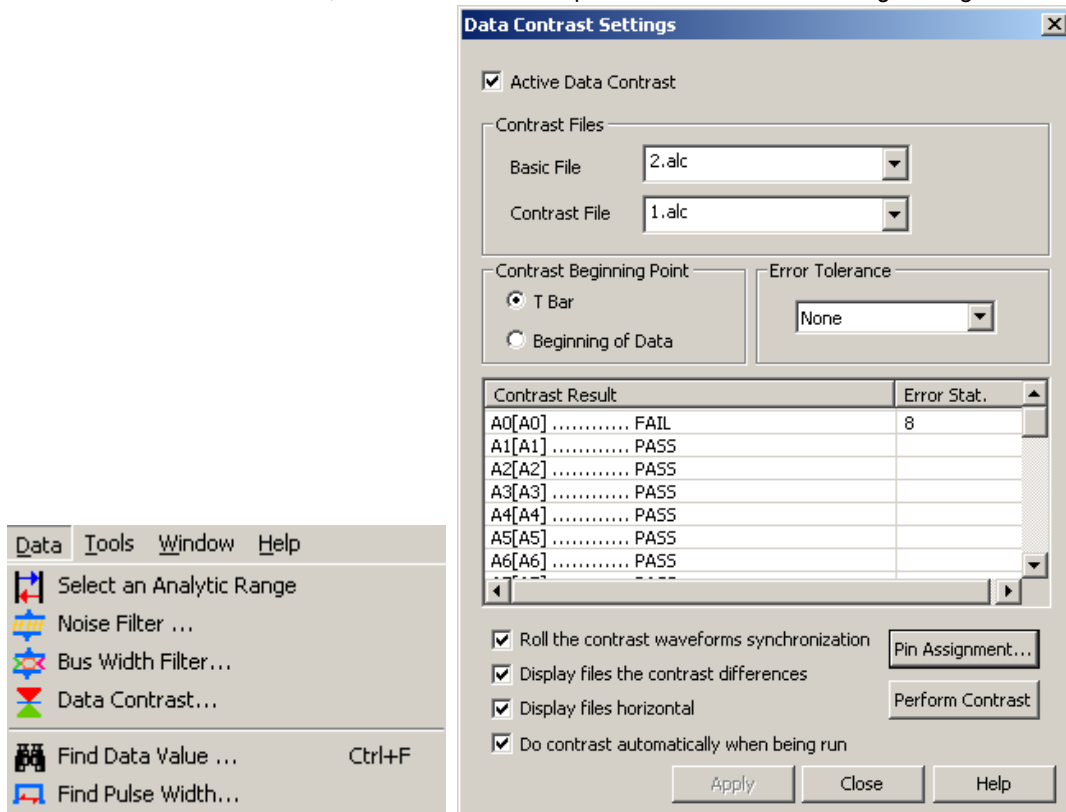 Data Contrast Settings
Active Data Contrast
Contrast Files
Basic File 2.alc
Contrast File 1.alc
Contrast Beginning Point Error Tolerance
T Bar
None
Beginning of Data
Contrast Result Error Stat.
A0[A0] ............ FAIL 8
A1[A1] ............ PASS
A2[A2] ............ PASS
A3[A3] ............ PASS
A4[A4] ............ PASS
A5[A5] ............ PASS
A6[A6] ............ PASS
Roll the contrast waveforms synchronization
Pin Assignment...
Display files the contrast differences
Display files horizontal
Perform Contrast
Do contrast automatically when being run
Apply Close Help
Data Tools Window Help
Select an Analytic Range
Noise Filter ...
Bus Width Filter...
Data Contrast...
Find Data Value ... Ctrl+F
Find Pulse Width...